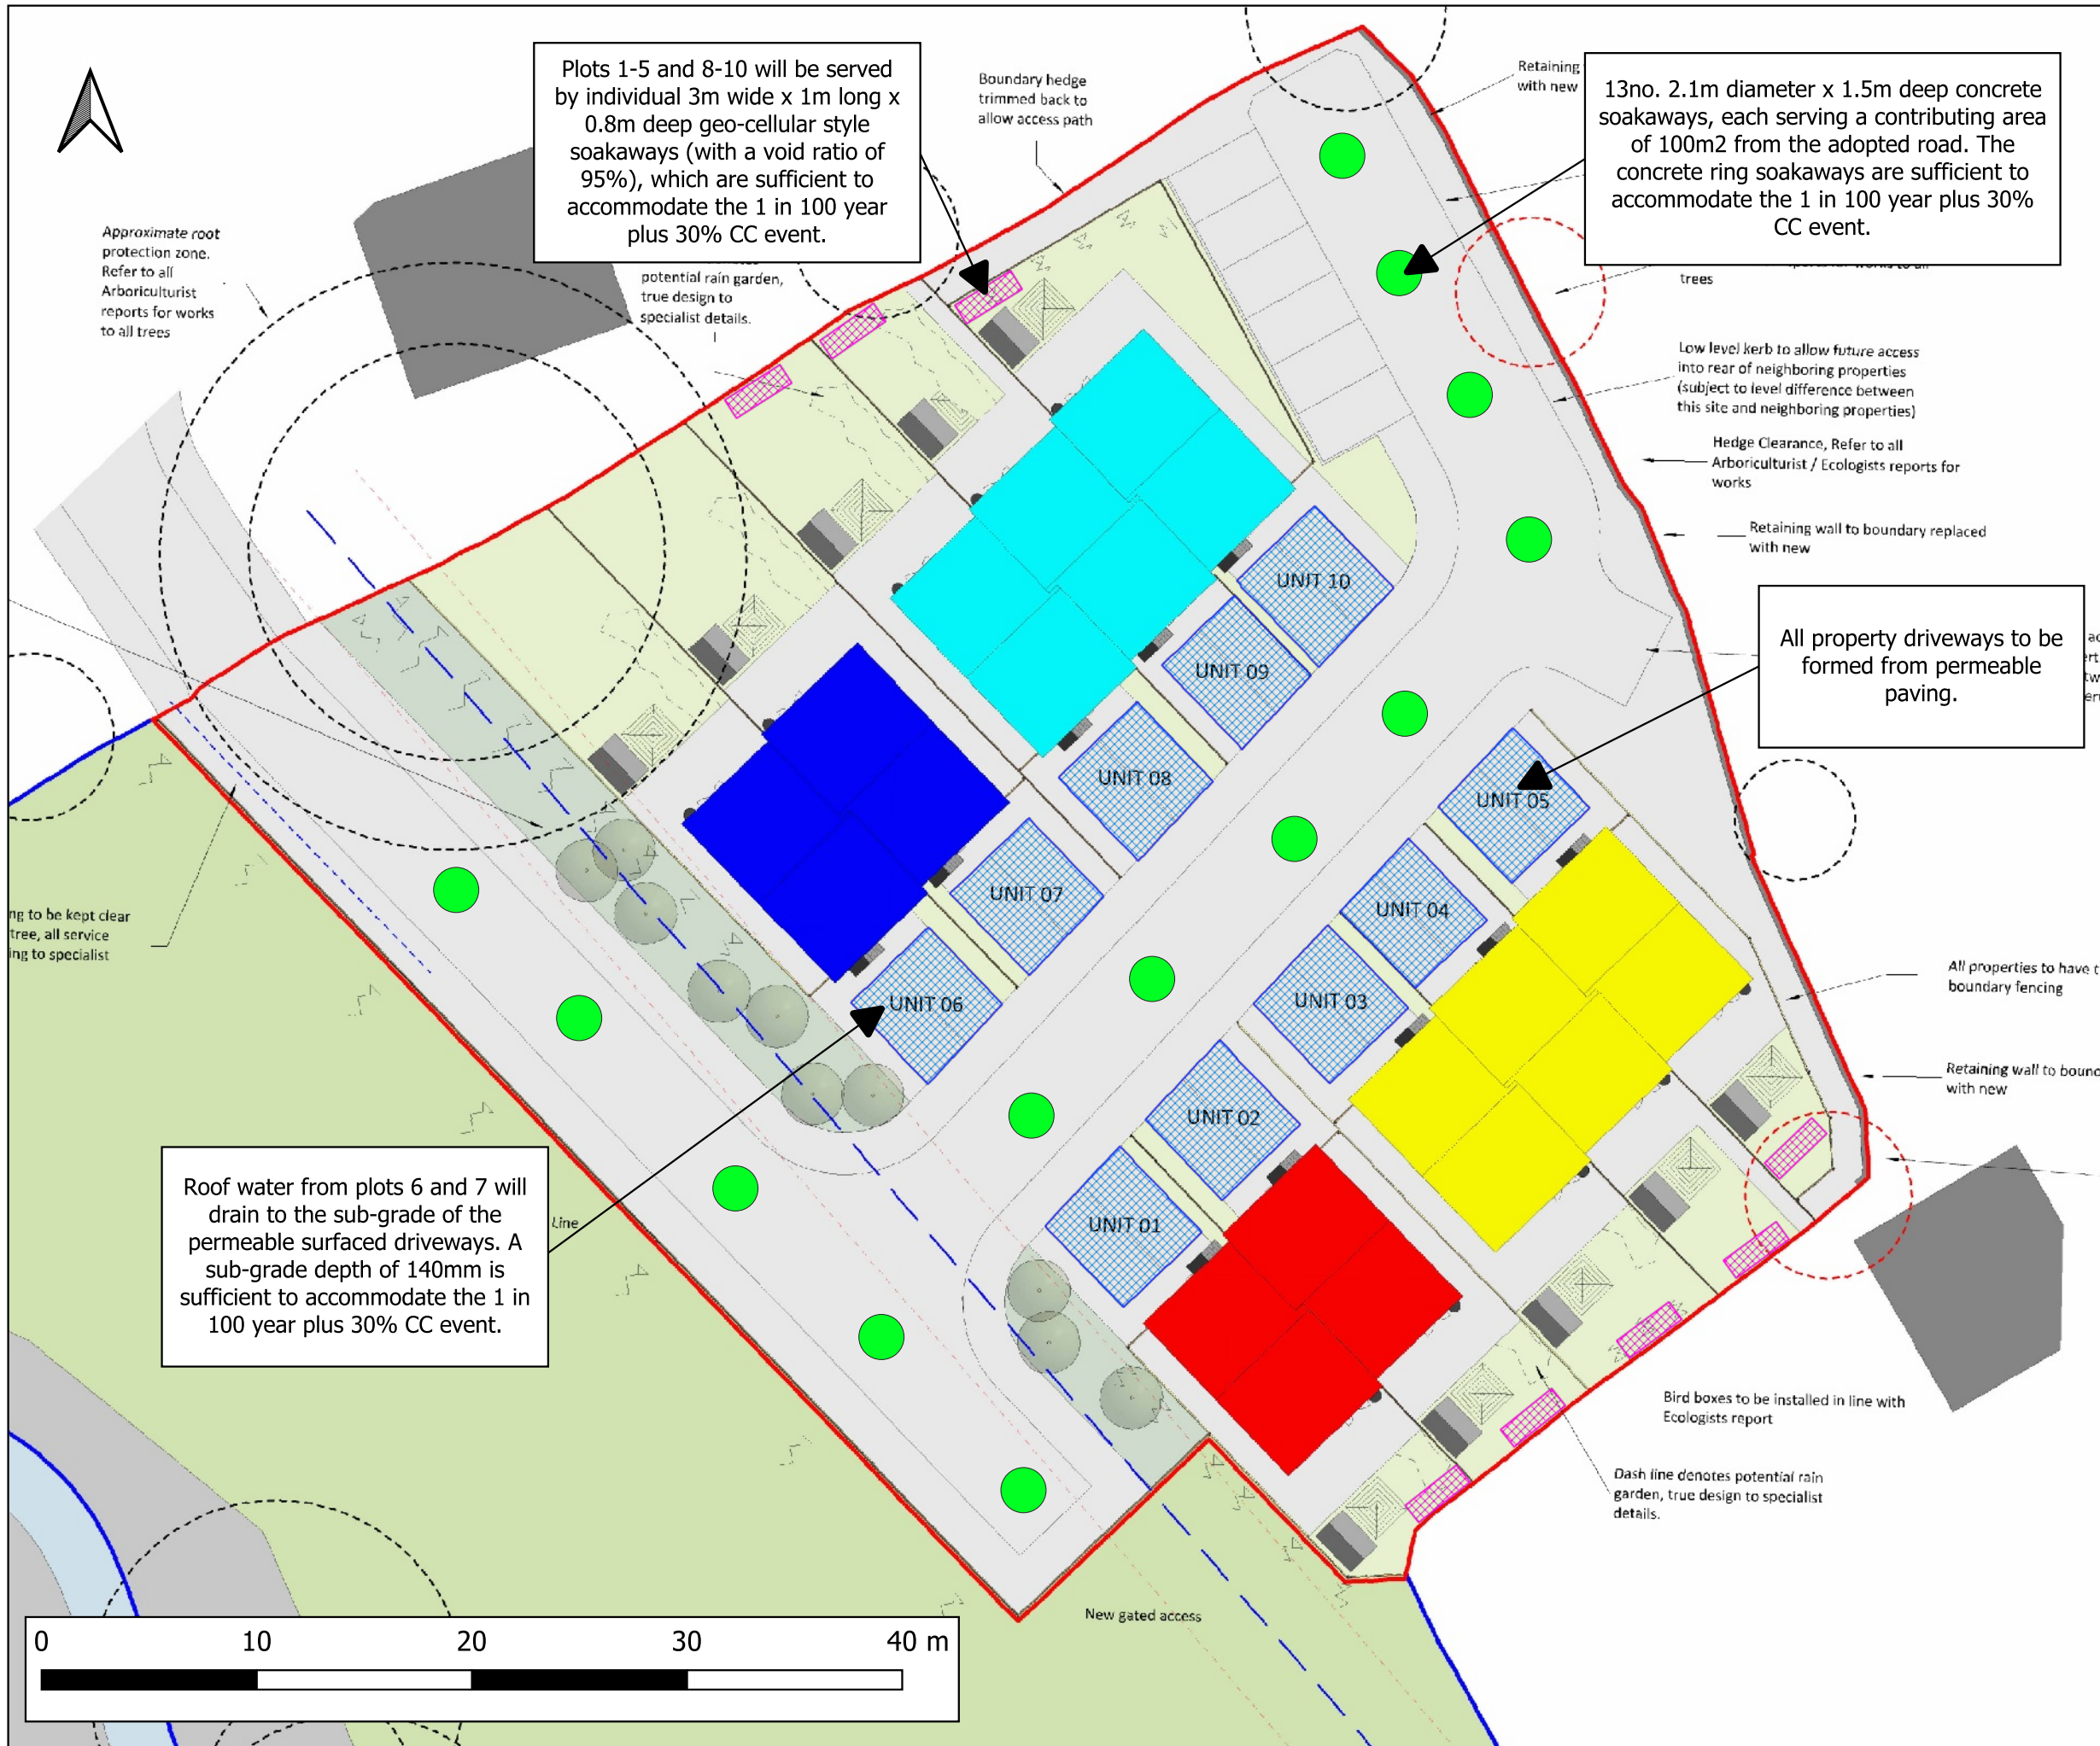 Plots 1-5 and 8-10 will be served
by individual 3m wide x 1m long x
0.8m deep geo-cellular style
soakaways (with a void ratio of
95%), which are sufficient to
accommodate the 1 in 100 year
plus 30% CC event.
Boundary hedge
trimmed back to
allow access path
Retaining
with new
13no. 2.1m diameter x 1.5m deep concrete
soakaways, each serving a contributing area
of 100m2 from the adopted road. The
concrete ring soakaways are sufficient to
accommodate the 1 in 100 year plus 30%
CC event.
trees
Approximate root
protection zone.
Refer to all
Arboriculturist
reports for works
to all trees
potential rain garden,
true design to
specialist details.
Low level kerb to allow future access
into rear of neighboring properties
(subject to level difference between
this site and neighboring properties)
Hedge Clearance, Refer to all
Arboriculturist / Ecologists reports for
works
Retaining wall to boundary replaced
with new
All property driveways to be
formed from permeable
paving.
UNIT 10
UNIT 09
UNIT 08
UNIT 07
UNIT 06
UNIT 05
UNIT 04
UNIT 03
UNIT 02
UNIT 01
ng to be kept clear
tree, all service
ing to specialist
All properties to have
boundary fencing
Retaining wall to
with new
Roof water from plots 6 and 7 will
drain to the sub-grade of the
permeable surfaced driveways. A
sub-grade depth of 140mm is
sufficient to accommodate the 1 in
100 year plus 30% CC event.
Line
Bird boxes to be installed in line with
Ecologists report
Dash line denotes potential rain
garden, true design to specialist
details.
New gated access
0 10 20 30 40 m